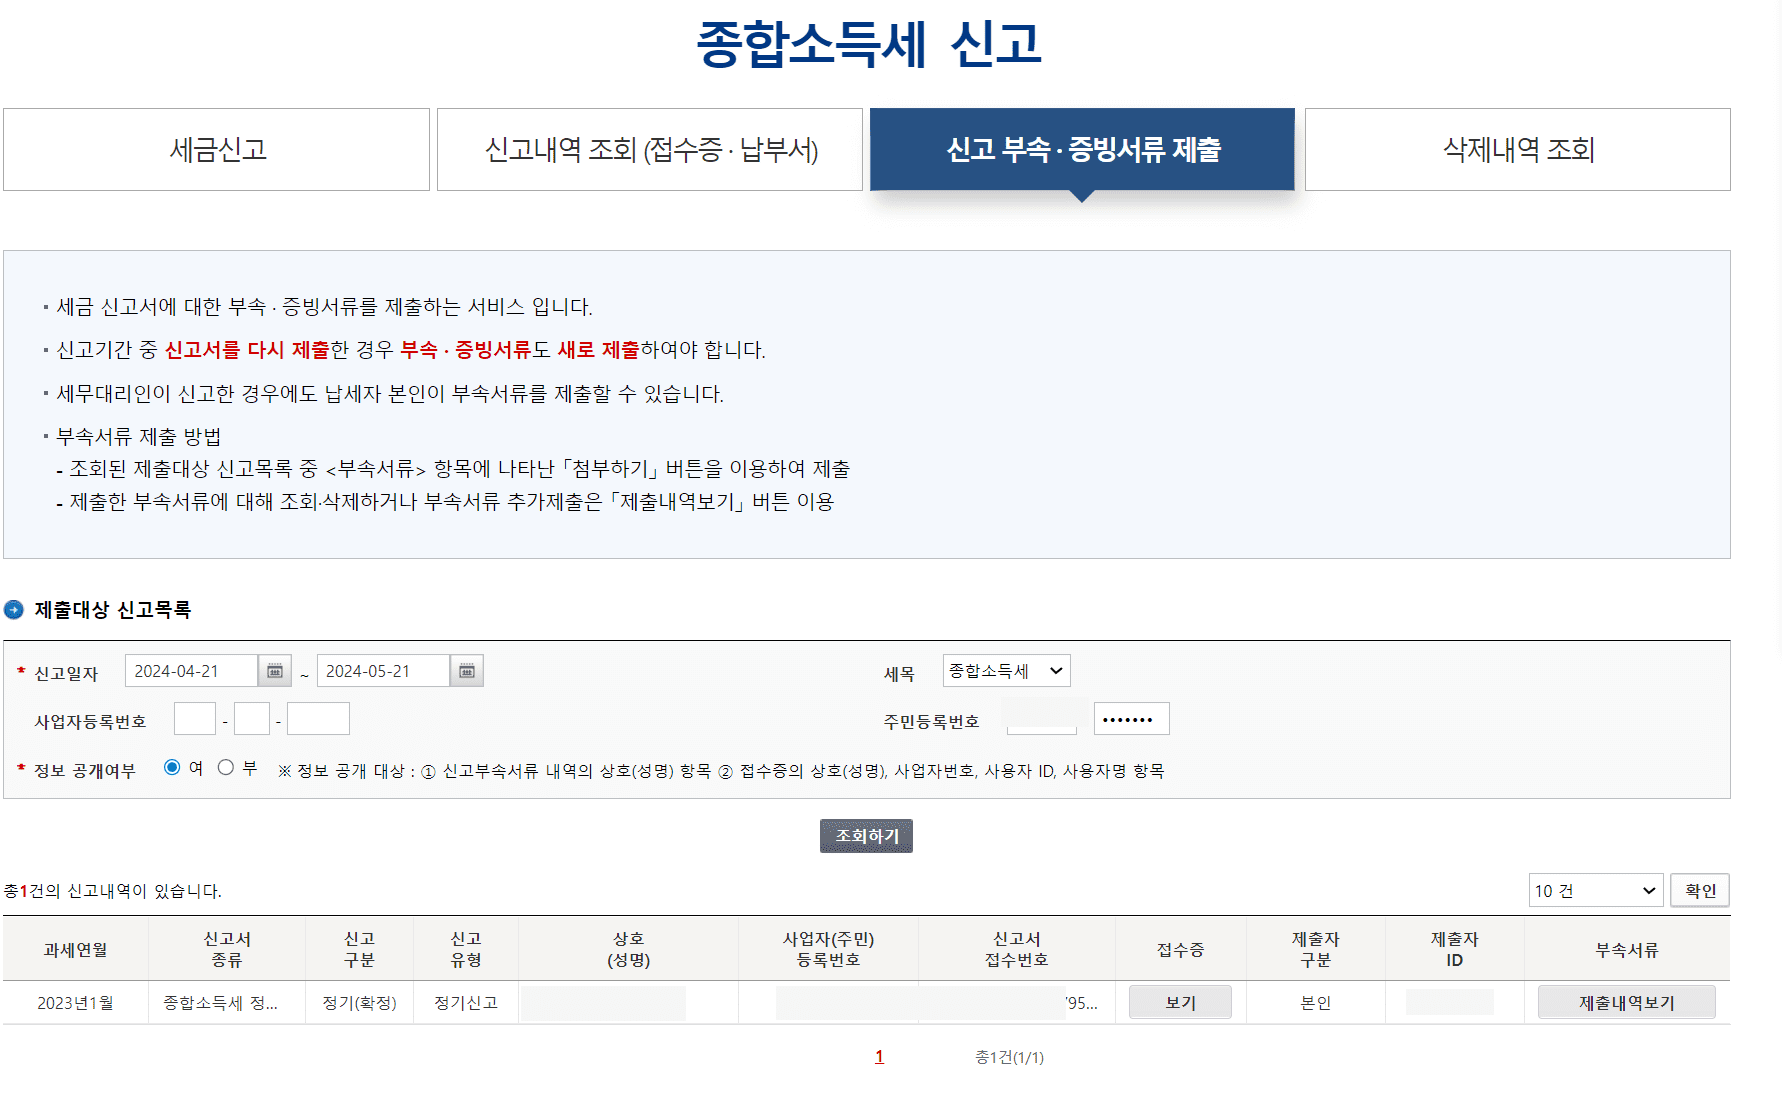 종합소득세 신고
세금신고
신고내역 조회 (접수증 · 납부서)
신고 부속 · 증빙서류 제출
삭제내역 조회
▪ 세금 신고서에 대한 부속 · 증빙서류를 제출하는 서비스 입니다.
▪ 신고기간 중 신고서를 다시 제출한 경우 부속 · 증빙서류도 새로 제출하여야 합니다.
▪ 세무대리인이 신고한 경우에도 납세자 본인이 부속서류를 제출할 수 있습니다.
▪ 부속서류 제출 방법
- 조회된 제출대상 신고목록 중 <부속서류> 항목에 나타난 「첨부하기」 버튼을 이용하여 제출
- 제출한 부속서류에 대해 조회·삭제하거나 부속서류 추가제출은 「제출내역보기」 버튼 이용
제출대상 신고목록
* 신고일자 2024-04-21 ~ 2024-05-21 세목 종합소득세
사업자등록번호 - - 주민등록번호 •••••••
* 정보 공개여부 여 부 ※ 정보 공개 대상 : ① 신고부속서류 내역의 상호(성명) 항목 ② 접수증의 상호(성명), 사업자번호, 사용자 ID, 사용자명 항목
조회하기
총1건의 신고내역이 있습니다. 10 건 확인
과세연월 신고서 종류 신고 구분 신고 유형 상호 (성명) 사업자(주민) 등록번호 신고서 접수번호 접수증 제출자 구분 제출자 ID 부속서류
2023년1월 종합소득세 정... 정기(확정) 정기신고 95... 보기 본인 제출내역보기
1 총1건(1/1)